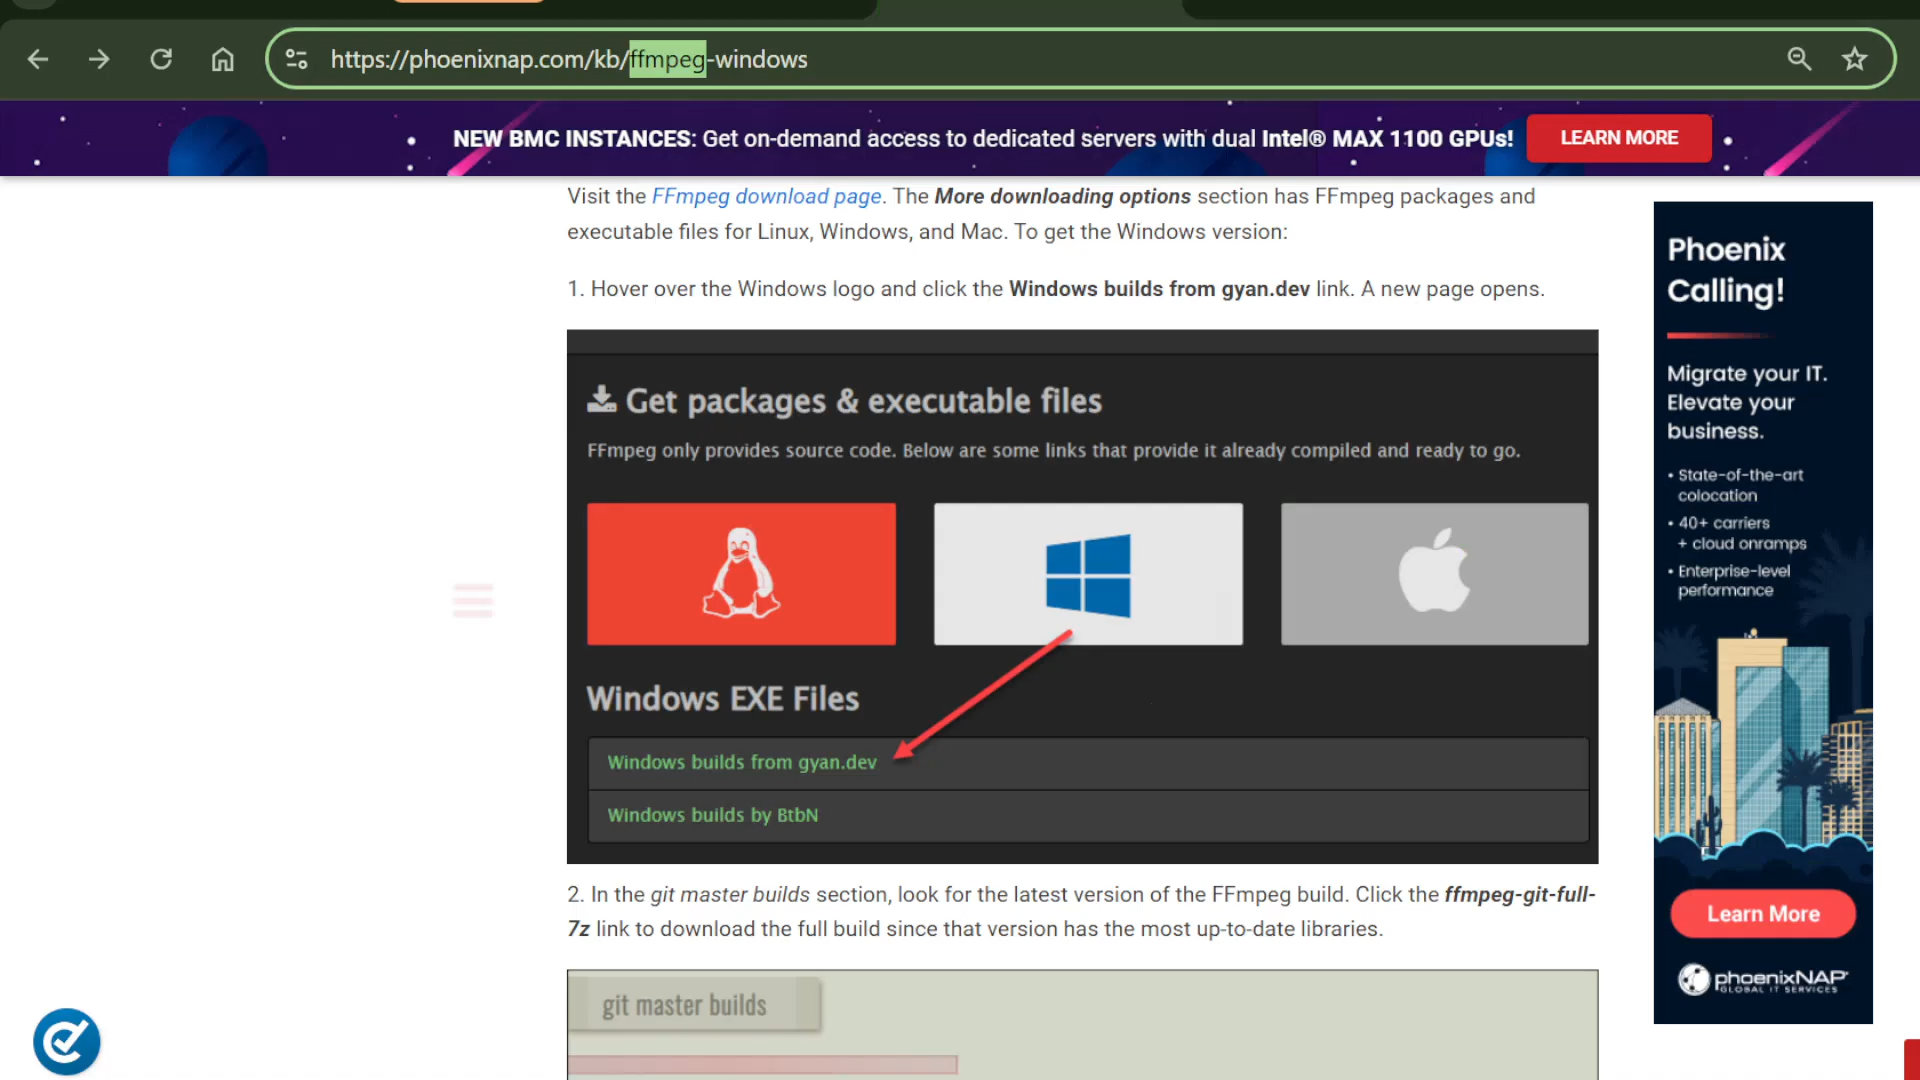 https://phoenixnap.com/kb/ffmpeg-windows
NEW BMC INSTANCES: Get on-demand access to dedicated servers with dual Intel® MAX 1100 GPUs!
LEARN MORE
Visit the FFmpeg download page. The More downloading options section has FFmpeg packages and
executable files for Linux, Windows, and Mac. To get the Windows version:
1. Hover over the Windows logo and click the Windows builds from gyan.dev link. A new page opens.
Get packages & executable files
FFmpeg only provides source code. Below are some links that provide it already compiled and ready to go.
Windows EXE Files
Windows builds from gyan.dev
Windows builds by BtbN
2. In the git master builds section, look for the latest version of the FFmpeg build. Click the ffmpeg-git-full-
7z link to download the full build since that version has the most up-to-date libraries.
git master builds
Phoenix
Calling!
Migrate your IT.
Elevate your
business.
• State-of-the-art
colocation
• 40+ carriers
+ cloud onramps
• Enterprise-level
performance
Learn More
phoenixNAP
GLOBAL IT SERVICES